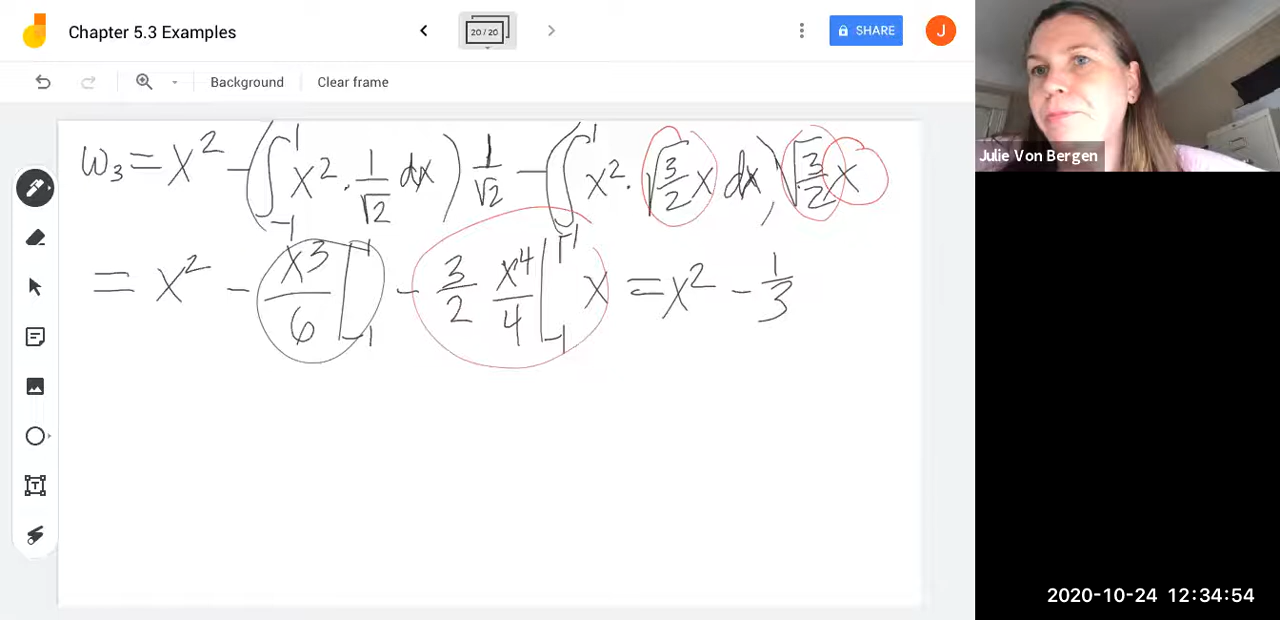 Chapter 5.3 Examples
20 / 20
SHARE
J
Background
Clear frame
w₃ = x² - (∫₋₁¹ x² · 1/√2 dx) 1/√2 - (∫₋₁¹ x² · √(3/2) x dx) √(3/2) x
= x² - x³/6 |₋₁¹ - 3/2 x⁴/4 |₋₁¹ x = x² - 1/3
T
Julie Von Bergen
2020-10-24 12:34:54